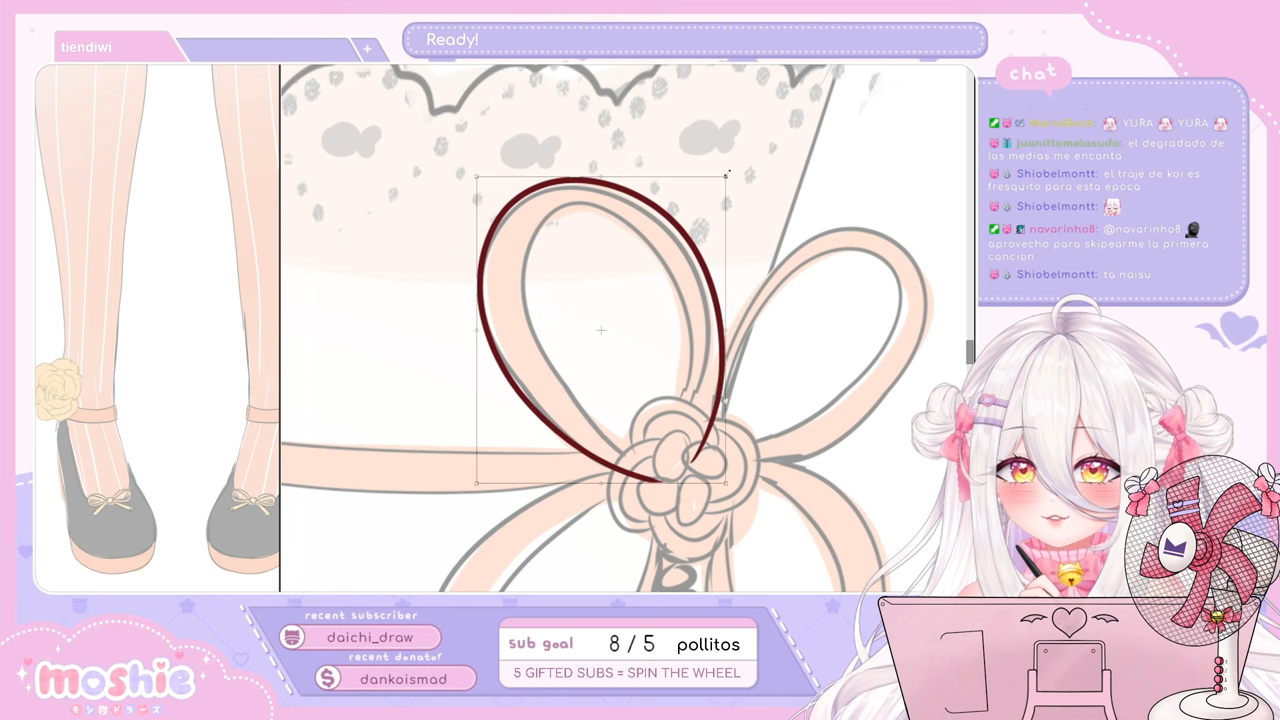 tiendiwi
+
Ready!
chat
YURA YURA
juanittomelasuda: el degradado de
las medias me encanta
Shiobelmontt: el traje de koi es
fresquito para esta epoca
Shiobelmontt:
navarinho8: @navarinho8
aprovecho para skipearme la primera
cancion
Shiobelmontt: ta naisu
recent subscriber
daichi_draw
recent donator
$ dankoismad
sub goal 8 / 5 pollitos
5 GIFTED SUBS = SPIN THE WHEEL
moshie